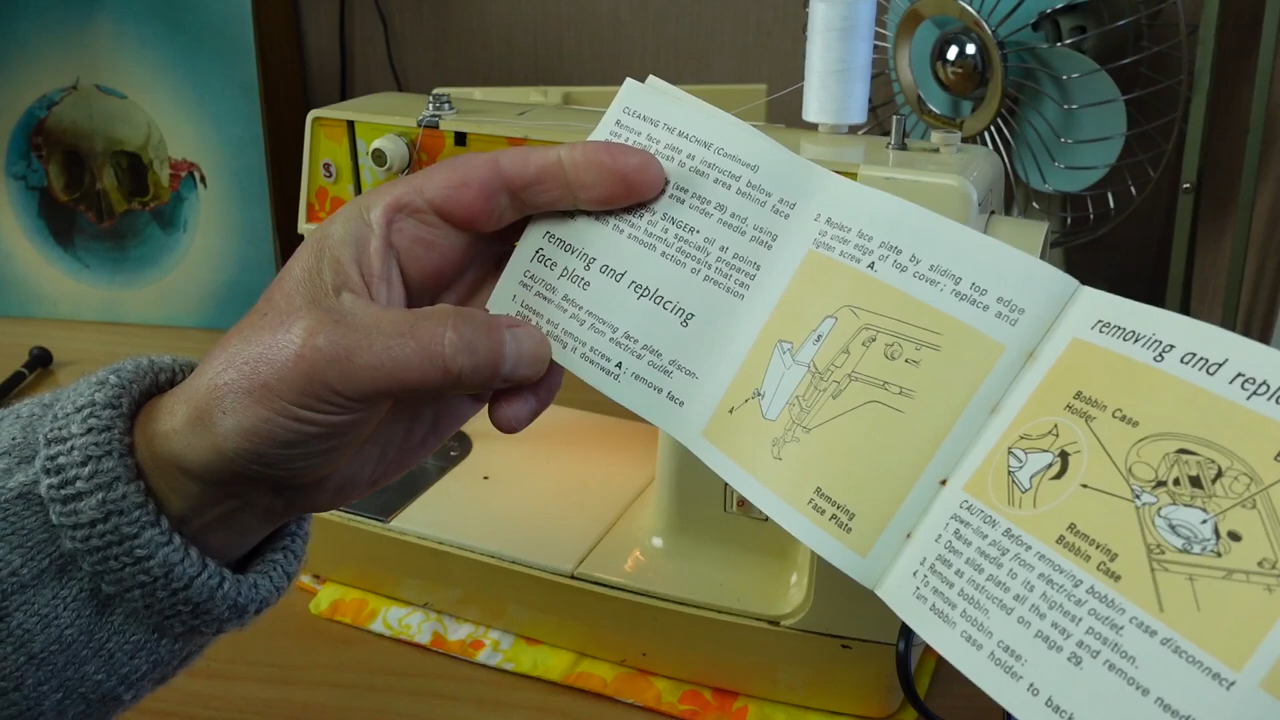 CLEANING THE MACHINE (Continued)
Remove face plate as instructed below and
use a small brush to clean area behind face
(see page 29) and, using
area under needle plate
SINGER* oil at points
oil is specially prepared
contain harmful deposits that can
with the smooth action of precision
removing and replacing
face plate
CAUTION: Before removing face plate, discon-
nect power-line plug from electrical outlet.
1. Loosen and remove screw A; remove face
plate by sliding it downward.
2. Replace face plate by sliding top edge
up under edge of top cover; replace and
tighten screw A.
S
A
Removing
Face Plate
removing and
Bobbin Case
Holder
Removing
Bobbin Case
CAUTION: Before removing bobbin case disconnect
power-line plug from electrical outlet.
1. Raise needle to its highest position.
2. Open slide plate all the way and remove
plate as instructed on page 29.
3. Remove bobbin.
4. To remove bobbin case:
Turn bobbin case holder to back
S